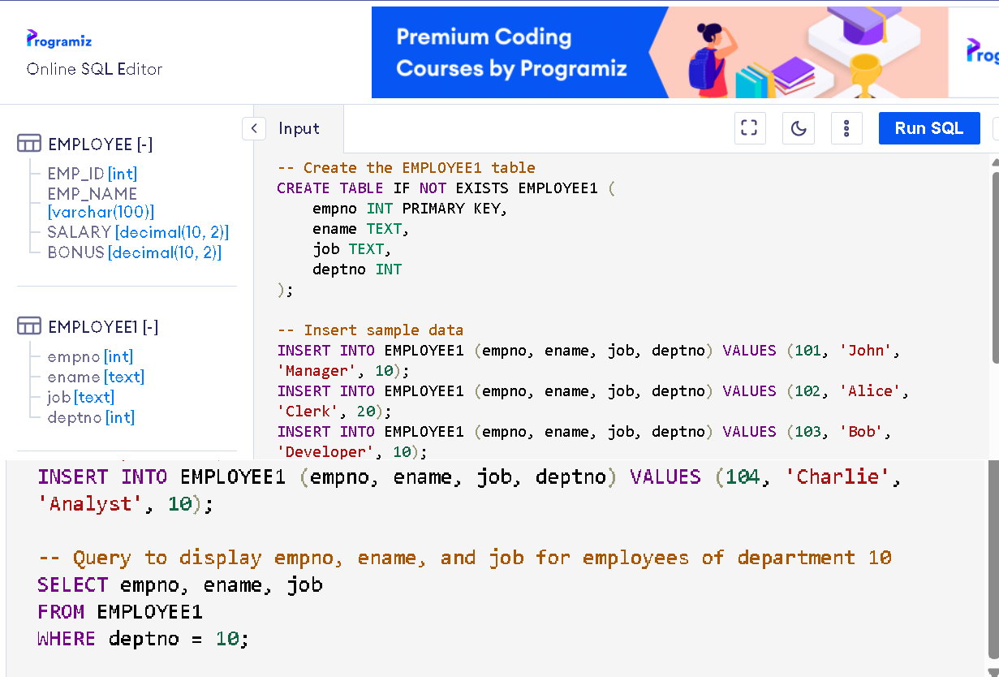 Programiz
Online SQL Editor
Premium Coding
Courses by Programiz
Prog
EMPLOYEE [-]
EMP_ID [int]
EMP_NAME
[varchar(100)]
SALARY [decimal(10, 2)]
BONUS [decimal(10, 2)]
EMPLOYEE1 [-]
empno [int]
ename [text]
job [text]
deptno [int]
Input
Run SQL
-- Create the EMPLOYEE1 table
CREATE TABLE IF NOT EXISTS EMPLOYEE1 (
    empno INT PRIMARY KEY,
    ename TEXT,
    job TEXT,
    deptno INT
);
-- Insert sample data
INSERT INTO EMPLOYEE1 (empno, ename, job, deptno) VALUES (101, 'John',
'Manager', 10);
INSERT INTO EMPLOYEE1 (empno, ename, job, deptno) VALUES (102, 'Alice',
'Clerk', 20);
INSERT INTO EMPLOYEE1 (empno, ename, job, deptno) VALUES (103, 'Bob',
'Developer', 10);
INSERT INTO EMPLOYEE1 (empno, ename, job, deptno) VALUES (104, 'Charlie',
'Analyst', 10);
-- Query to display empno, ename, and job for employees of department 10
SELECT empno, ename, job
FROM EMPLOYEE1
WHERE deptno = 10;